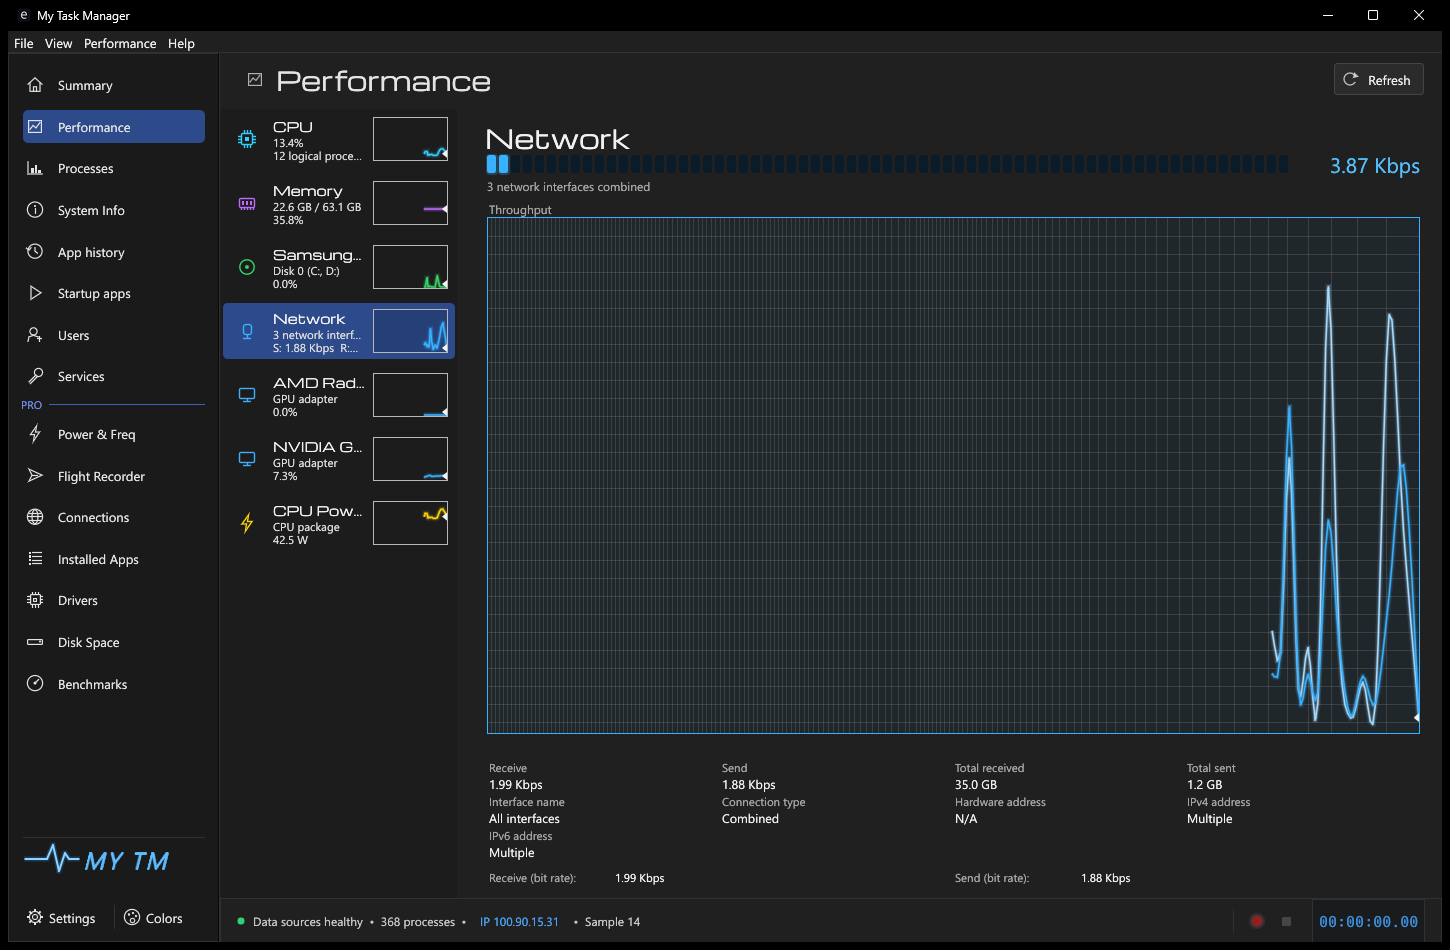 My Task Manager
File View Performance Help
Summary
Performance
Processes
System Info
App history
Startup apps
Users
Services
PRO
Power & Freq
Flight Recorder
Connections
Installed Apps
Drivers
Disk Space
Benchmarks
MY TM
Settings
Colors
Performance
Refresh
CPU
13.4%
12 logical proce...
Memory
22.6 GB / 63.1 GB
35.8%
Samsung...
Disk 0 (C:, D:)
0.0%
Network
3 network interf...
S: 1.88 Kbps R:...
AMD Rad...
GPU adapter
0.0%
NVIDIA G...
GPU adapter
7.3%
CPU Pow...
CPU package
42.5 W
Network
3.87 Kbps
3 network interfaces combined
Throughput
Receive Send Total received Total sent
1.99 Kbps 1.88 Kbps 35.0 GB 1.2 GB
Interface name Connection type Hardware address IPv4 address
All interfaces Combined N/A Multiple
IPv6 address
Multiple
Receive (bit rate): 1.99 Kbps Send (bit rate): 1.88 Kbps
Data sources healthy • 368 processes • IP 100.90.15.31 • Sample 14
00:00:00.00